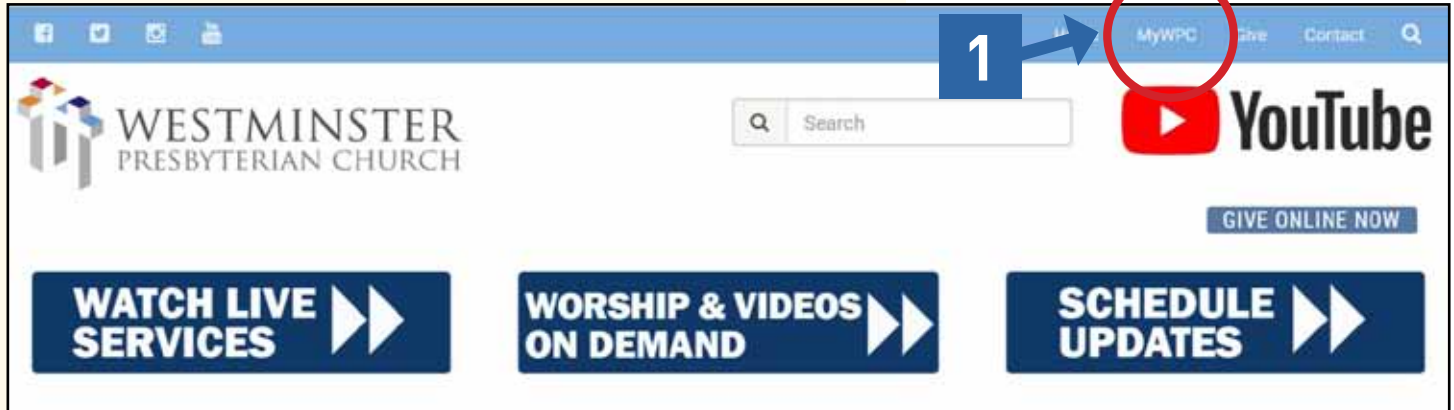 MyWPC Give Contact
1
WESTMINSTER
PRESBYTERIAN CHURCH
Search
YouTube
GIVE ONLINE NOW
WATCH LIVE
SERVICES
WORSHIP & VIDEOS
ON DEMAND
SCHEDULE
UPDATES